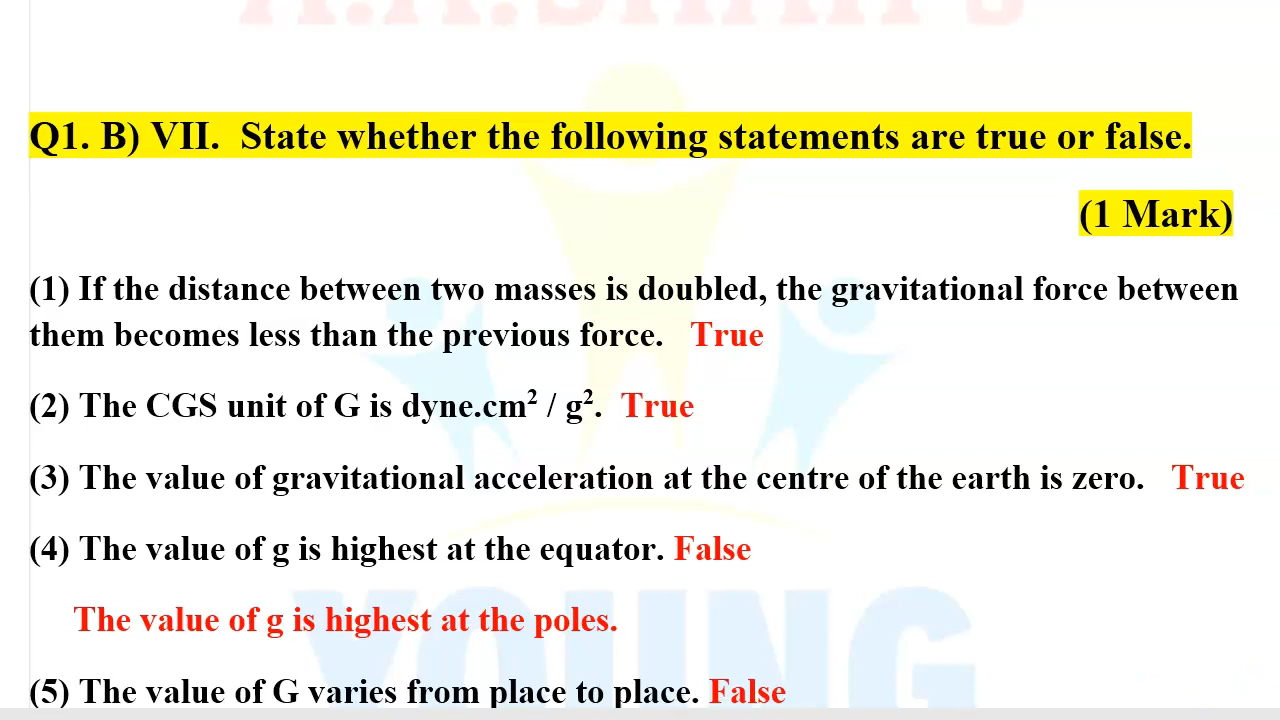 Q1. B) VII. State whether the following statements are true or false.
(1 Mark)
(1) If the distance between two masses is doubled, the gravitational force between
them becomes less than the previous force. True
(2) The CGS unit of G is dyne.cm² / g². True
(3) The value of gravitational acceleration at the centre of the earth is zero. True
(4) The value of g is highest at the equator. False
The value of g is highest at the poles.
YOUNG
(5) The value of G varies from place to place. False